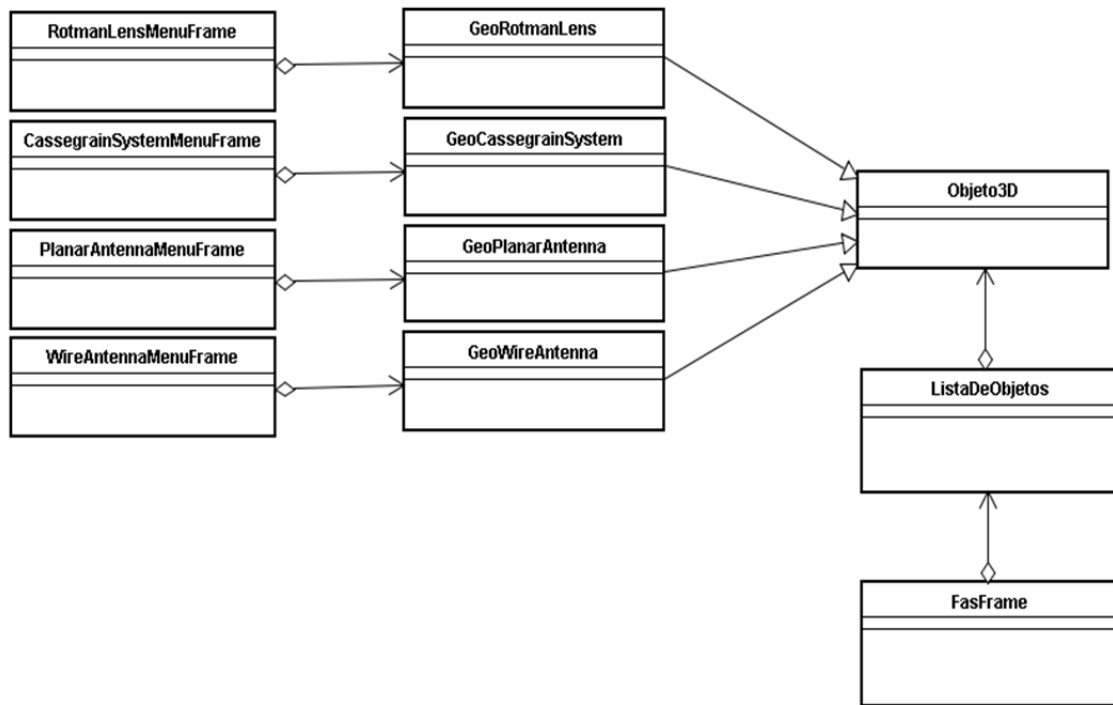 RotmanLensMenuFrame
GeoRotmanLens
CassegrainSystemMenuFrame
GeoCassegrainSystem
Objeto3D
PlanarAntennaMenuFrame
GeoPlanarAntenna
WireAntennaMenuFrame
GeoWireAntenna
ListaDeObjetos
FasFrame